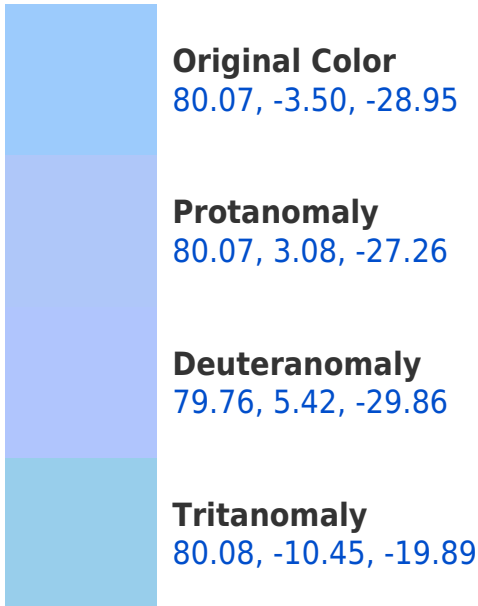 Original Color
80.07, -3.50, -28.95
Protanomaly
80.07, 3.08, -27.26
Deuteranomaly
79.76, 5.42, -29.86
Tritanomaly
80.08, -10.45, -19.89